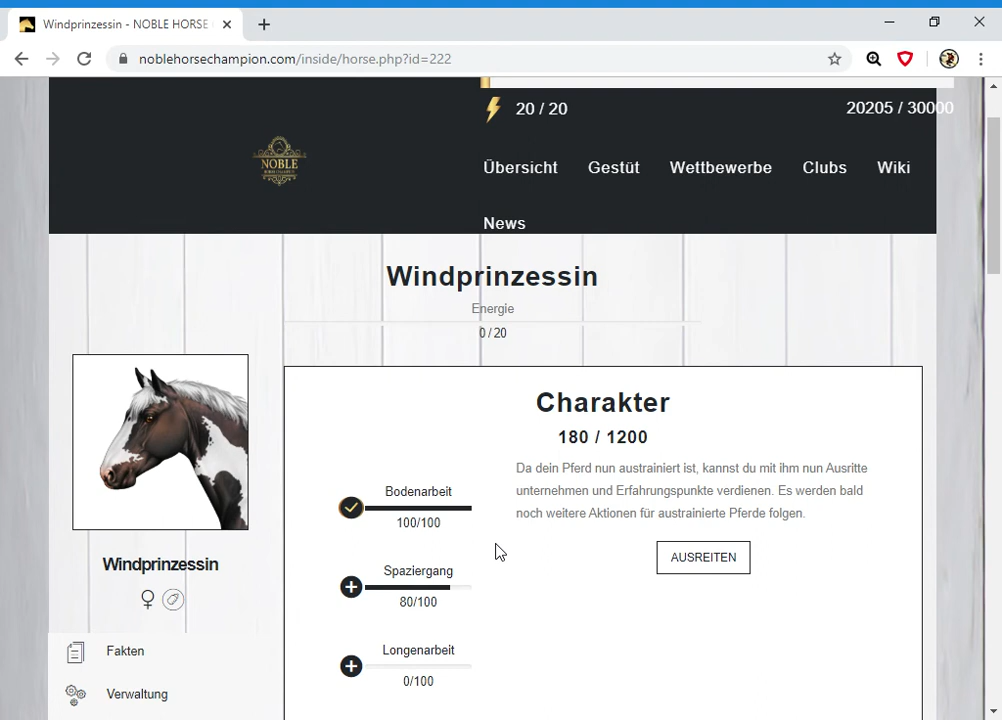 Windprinzessin - NOBLE HORSE
noblehorsechampion.com/inside/horse.php?id=222
20 / 20
20205 / 30000
NOBLE
Übersicht
Gestüt
Wettbewerbe
Clubs
Wiki
News
Windprinzessin
Energie
0 / 20
Charakter
180 / 1200
Da dein Pferd nun austrainiert ist, kannst du mit ihm nun Ausritte
unternehmen und Erfahrungspunkte verdienen. Es werden bald
noch weitere Aktionen für austrainierte Pferde folgen.
AUSREITEN
Bodenarbeit
100/100
Spaziergang
80/100
Longenarbeit
0/100
Windprinzessin
Fakten
Verwaltung